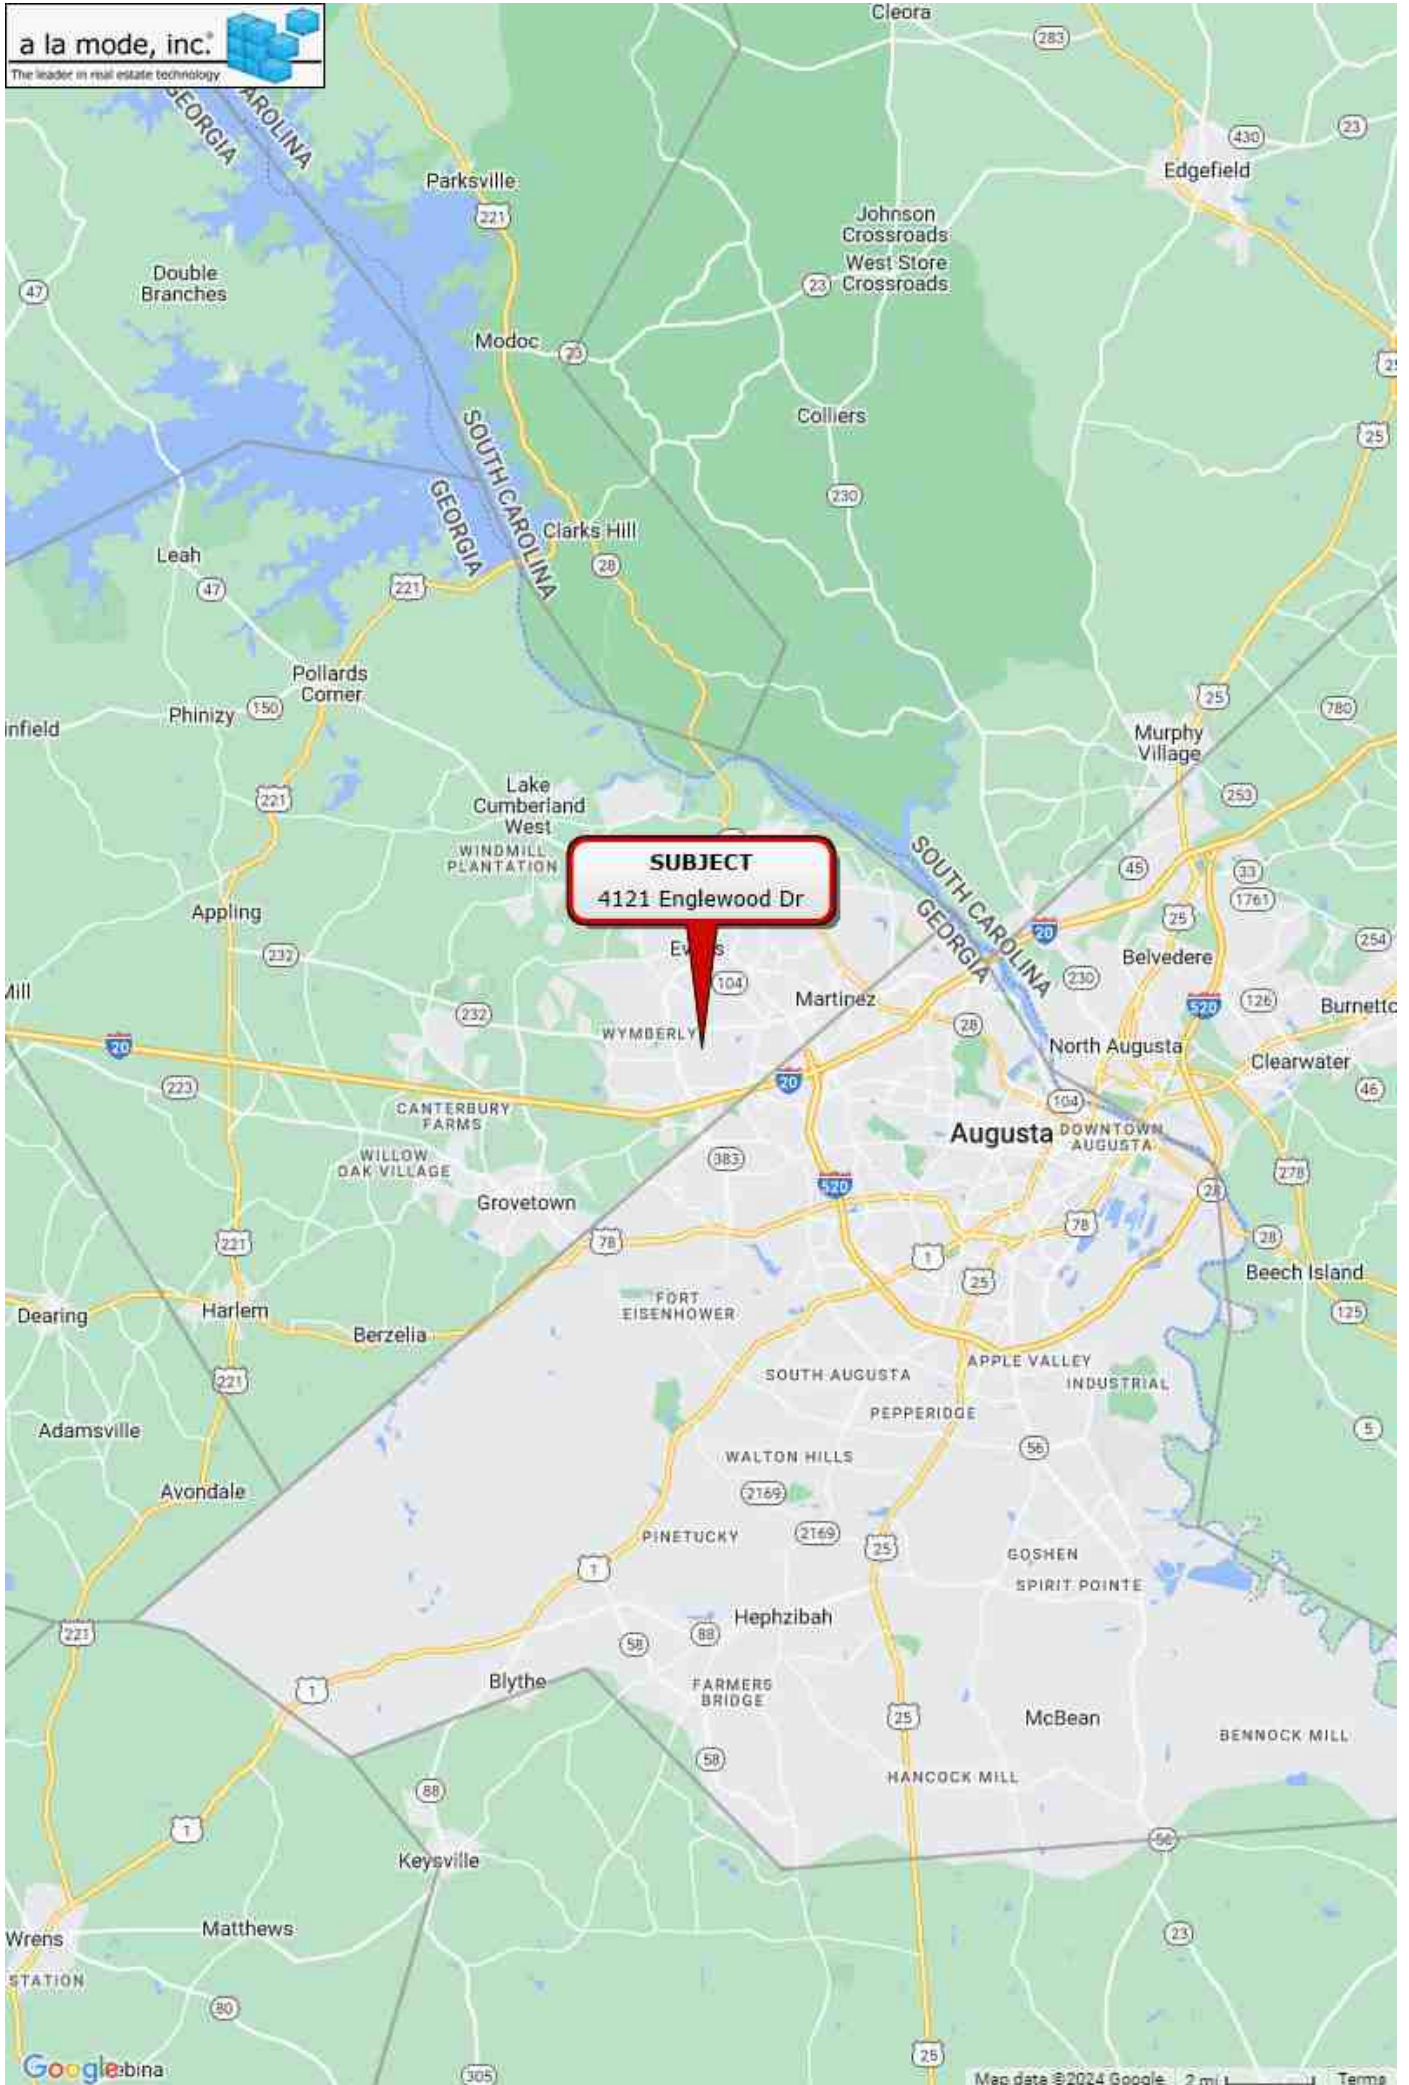 a la mode, inc.
The leader in real estate technology
Cleora
283
GEORGIA
430
23
Edgefield
Parksville
221
Johnson
Crossroads
West Store
Crossroads
23
Double
Branches
47
Modoc
23
25
SOUTH CAROLINA
GEORGIA
Colliers
230
Clarks Hill
28
Leah
47
221
Pollards
Corner
Phinizy
150
infield
25
780
Murphy
Village
221
253
Lake
Cumberland
West
WINDMILL
PLANTATION
SUBJECT
4121 Englewood Dr
SOUTH CAROLINA
GEORGIA
45
33
1761
25
20
254
Appling
232
Belvedere
230
104
Martinez
520
126
Mill
232
WYMBERLY
28
20
North Augusta
Clearwater
20
223
46
CANTERBURY
FARMS
104
Augusta
DOWNTOWN
AUGUSTA
WILLOW
OAK VILLAGE
383
278
Grovetown
520
28
78
78
28
1
25
Beech Island
FORT
EISENHOWER
125
Dearing
Harlem
Berzelia
221
221
APPLE VALLEY
SOUTH AUGUSTA
INDUSTRIAL
PEPPERIDGE
Adamsville
5
56
WALTON HILLS
2169
Avondale
PINETUCKY
2169
25
GOSHEN
1
SPIRIT POINTE
Hephzibah
221
58
88
Blythe
FARMERS
BRIDGE
1
25
McBean
BENNOCK MILL
58
HANCOCK MILL
88
1
56
Keysville
Matthews
Wrens
23
STATION
80
25
Google
305
Map data ©2024 Google
2 mi
Terms